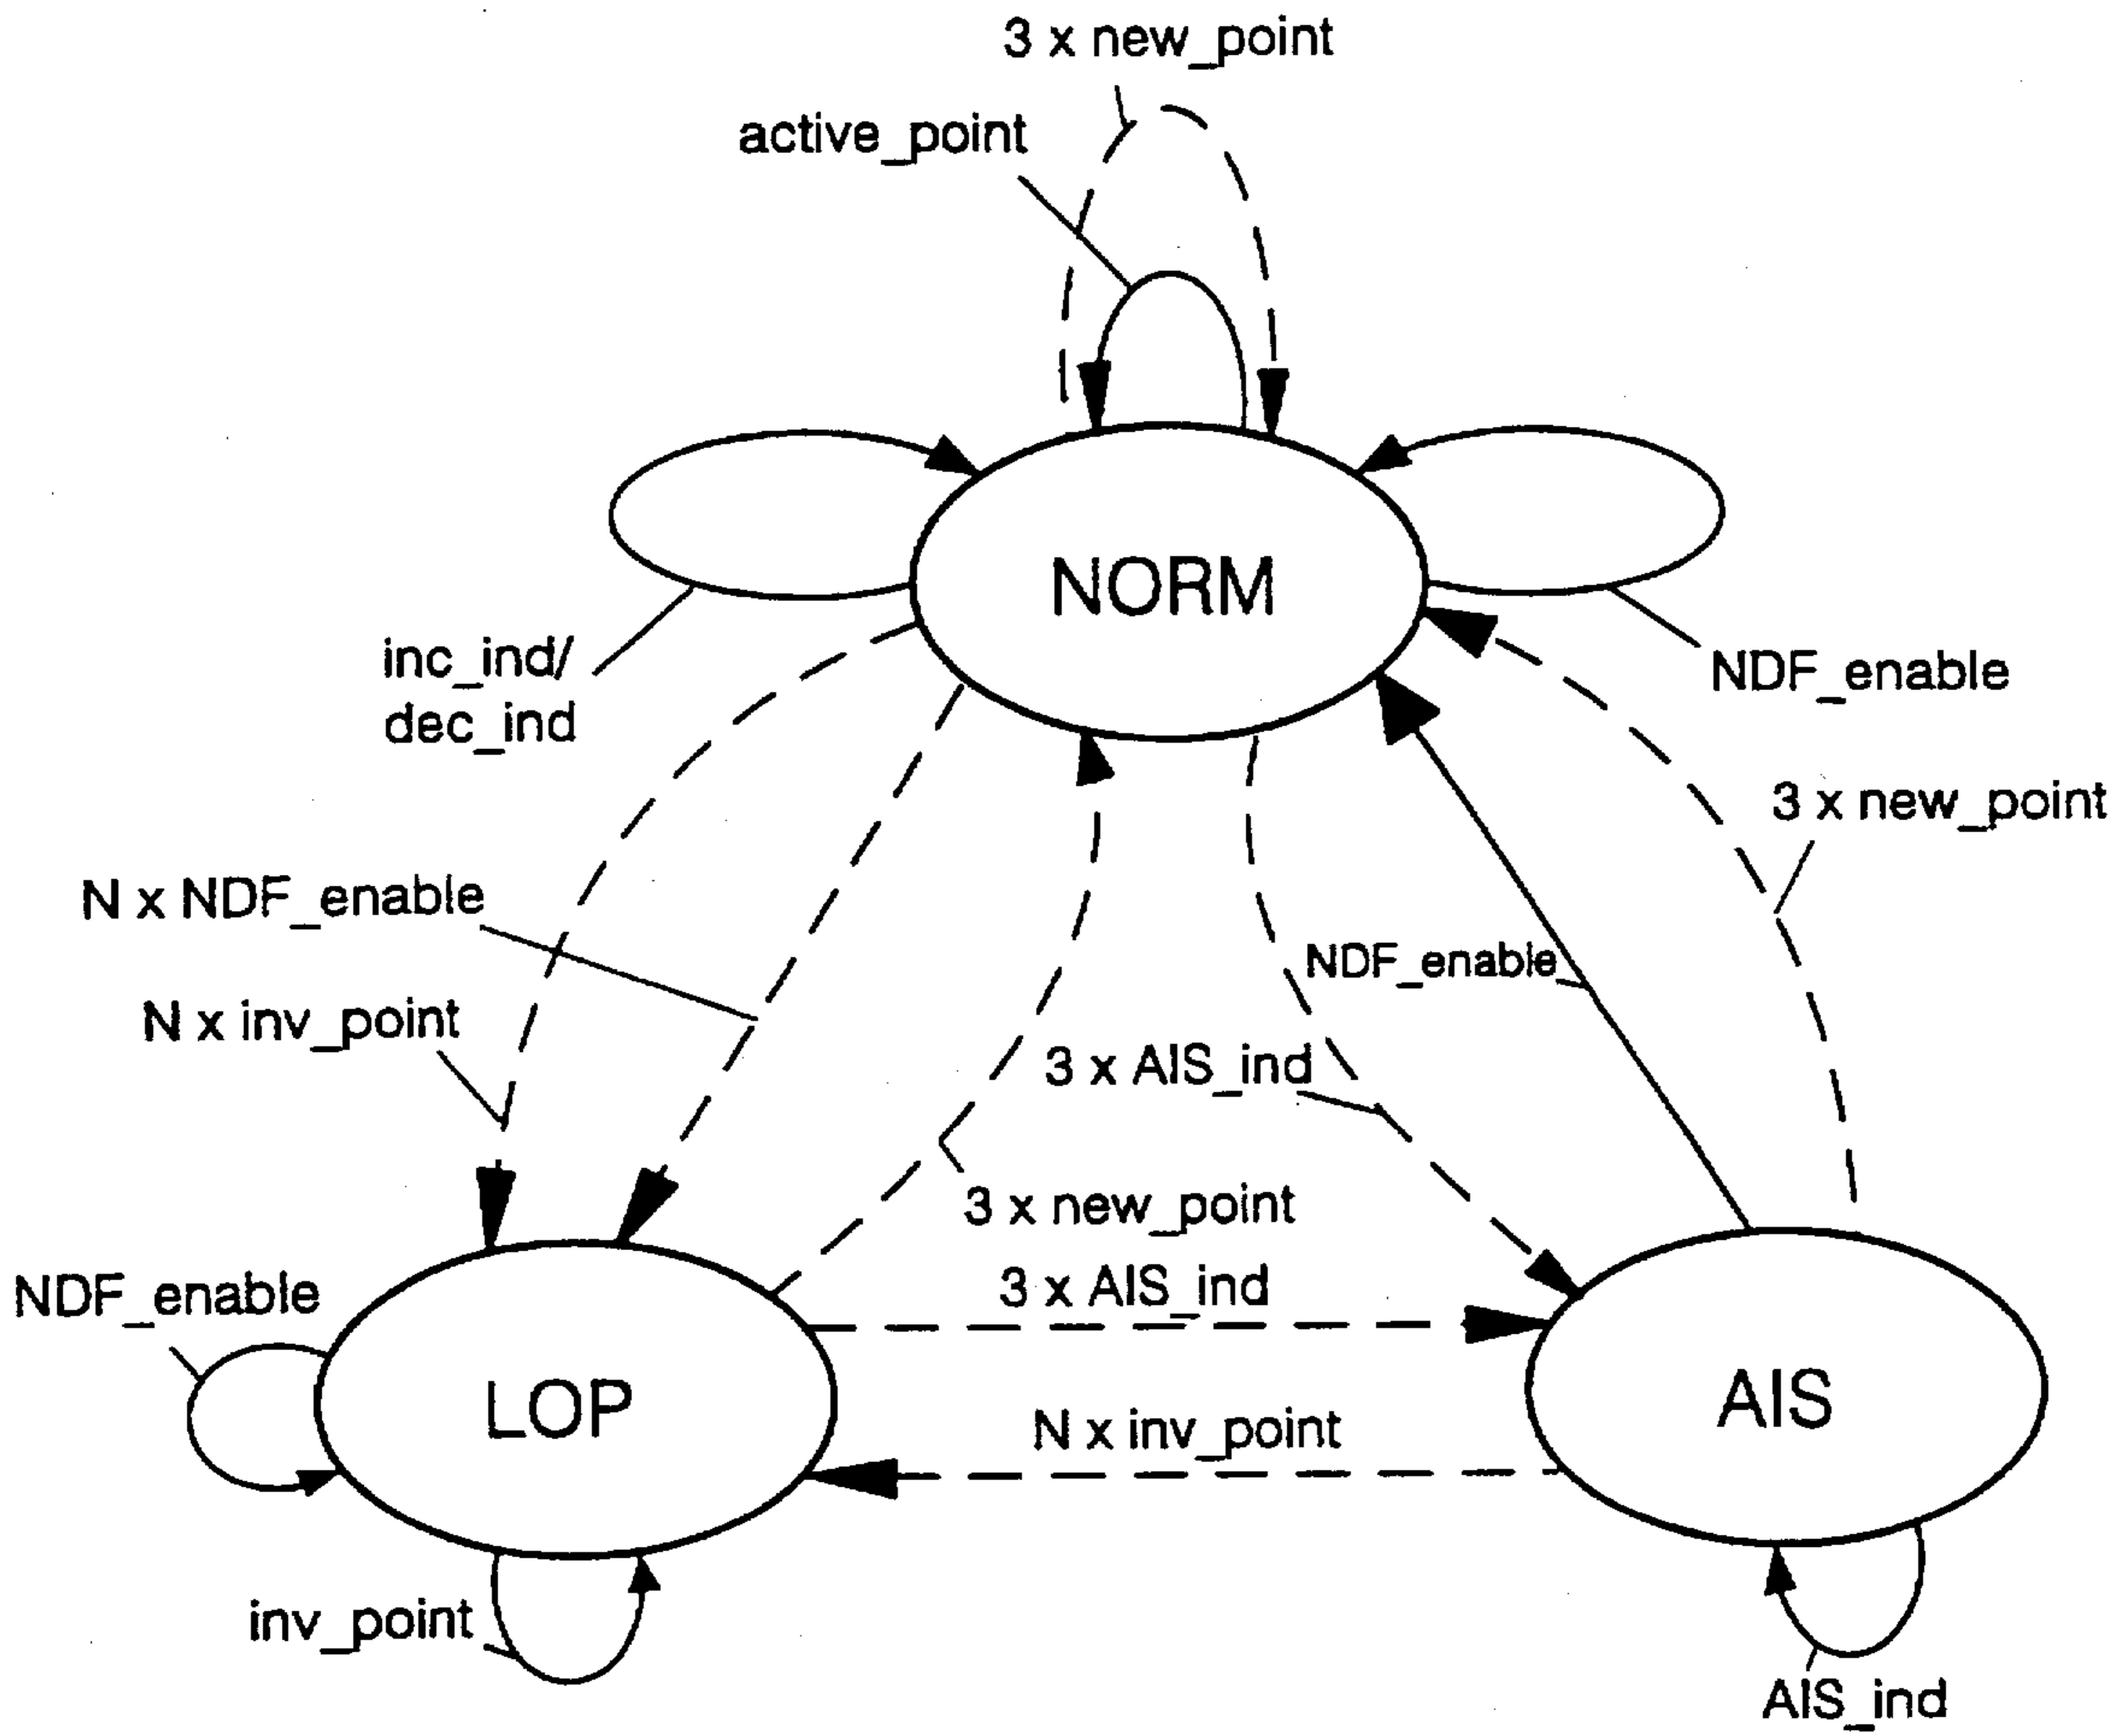 3 x new_point
active_point
NORM
inc_ind/
dec_ind
NDF_enable
3 x new_point
N x NDF_enable
NDF_enable
N x inv_point
3 x AIS_ind
3 x new_point
3 x AIS_ind
NDF_enable
LOP
AIS
N x inv_point
inv_point
AIS_ind